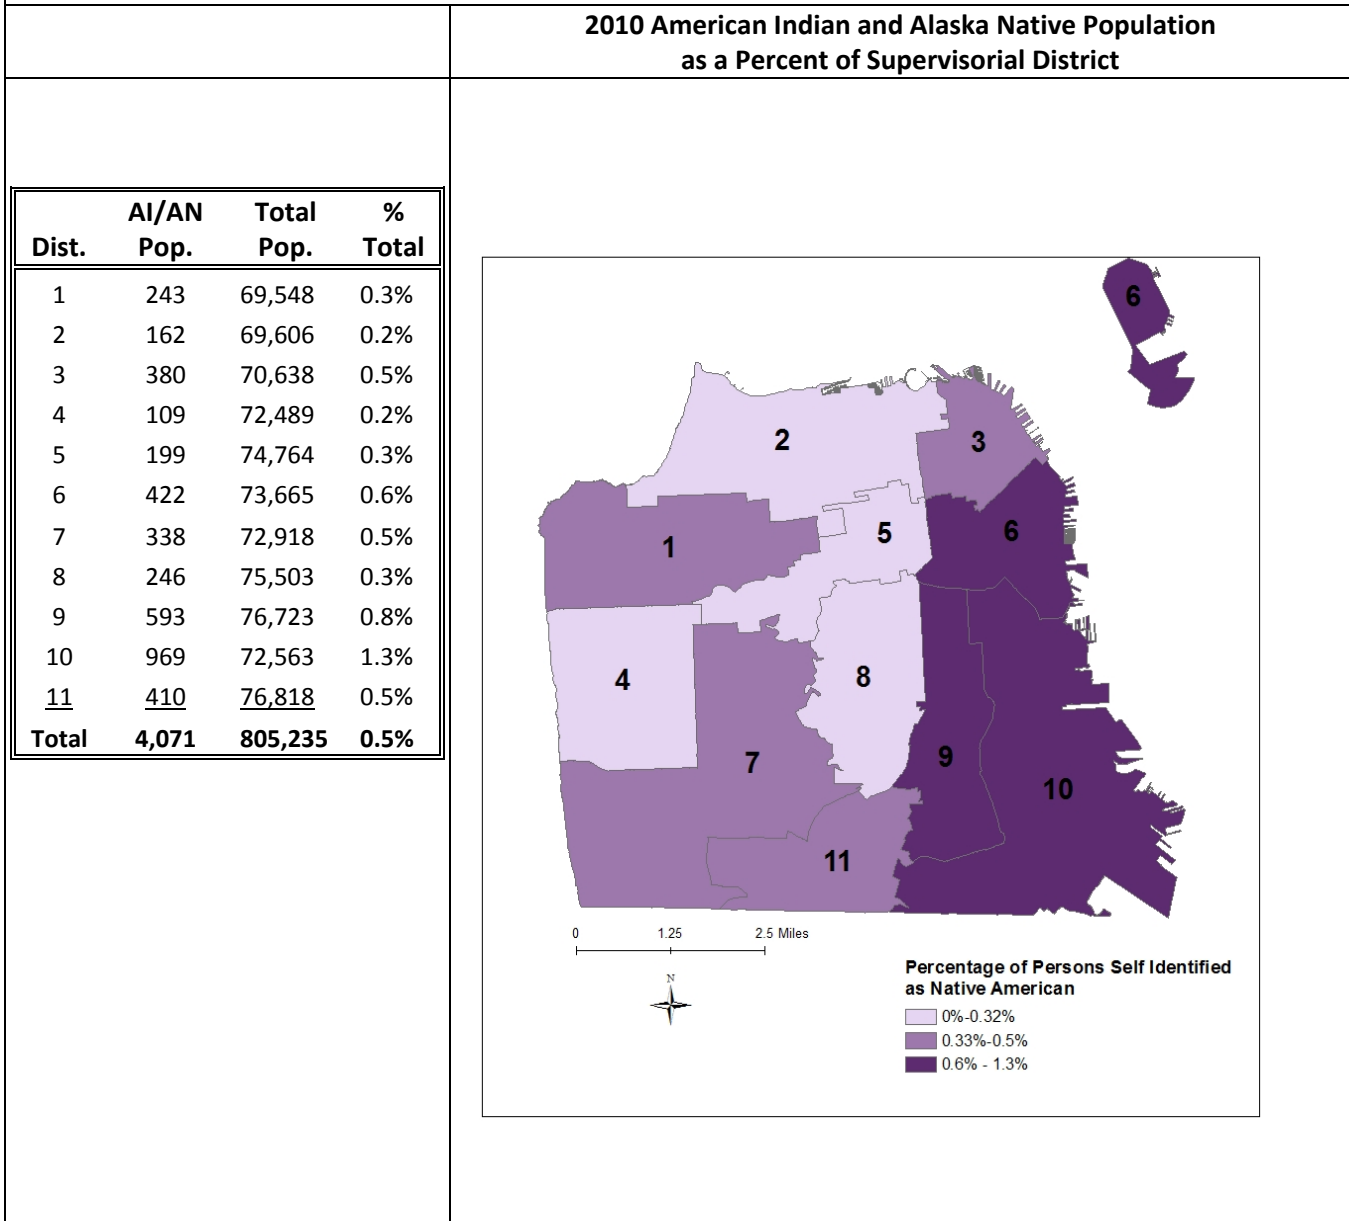 2010 American Indian and Alaska Native Population
as a Percent of Supervisorial District
AI/AN Total %
Dist. Pop. Pop. Total
1 243 69,548 0.3%
2 162 69,606 0.2%
3 380 70,638 0.5%
4 109 72,489 0.2%
5 199 74,764 0.3%
6 422 73,665 0.6%
7 338 72,918 0.5%
8 246 75,503 0.3%
9 593 76,723 0.8%
10 969 72,563 1.3%
11 410 76,818 0.5%
Total 4,071 805,235 0.5%
6
2
3
6
5
1
4
8
7
9
10
11
0 1.25 2.5 Miles
N
Percentage of Persons Self Identified
as Native American
0%-0.32%
0.33%-0.5%
0.6% - 1.3%